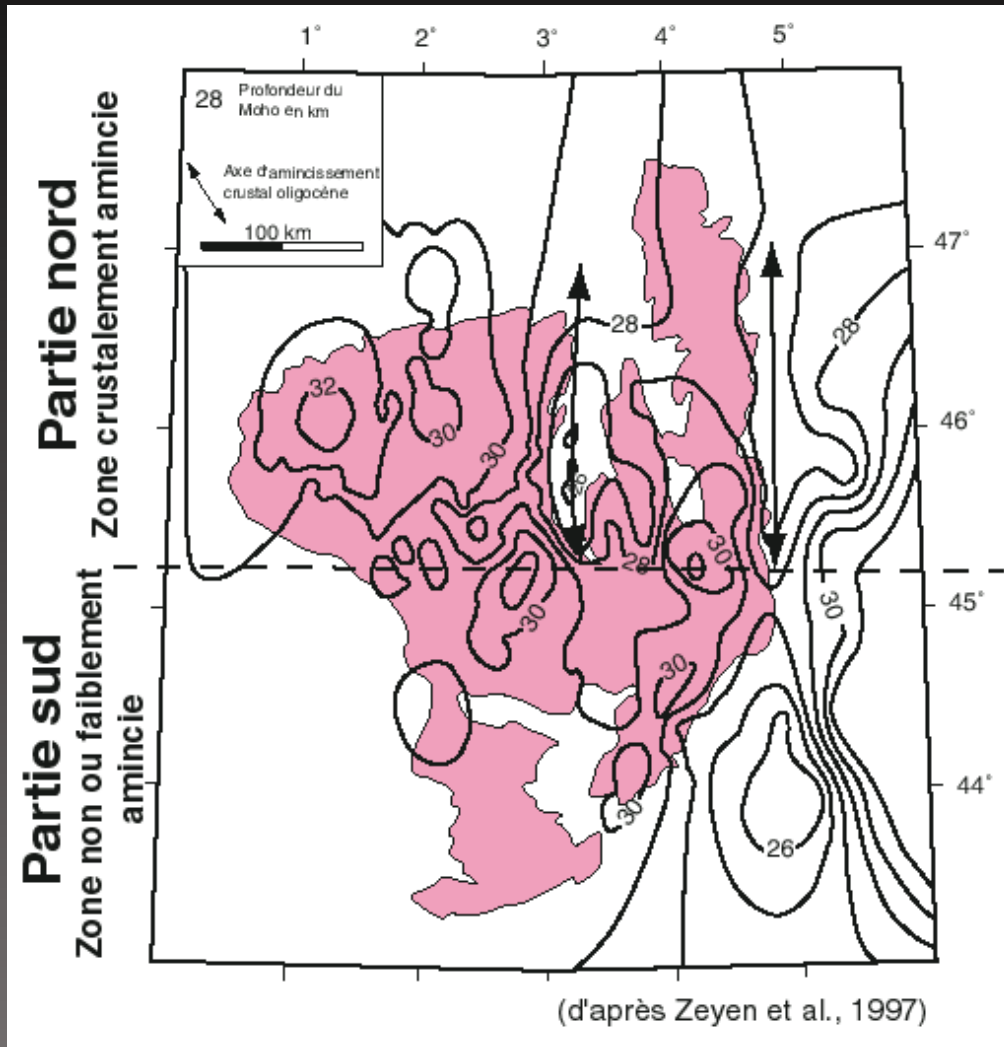 1° 2° 3° 4° 5°
28 Profondeur du
Moho en km
Axe d'amincissement
crustal oligocéne
100 km
Partie nord
Zone crustalement amincie
Partie sud
Zone non ou faiblement
amincie
47°
46°
45°
44°
28
28
32
30
30
28
30
28
30
30
30
30
26
(d'après Zeyen et al., 1997)